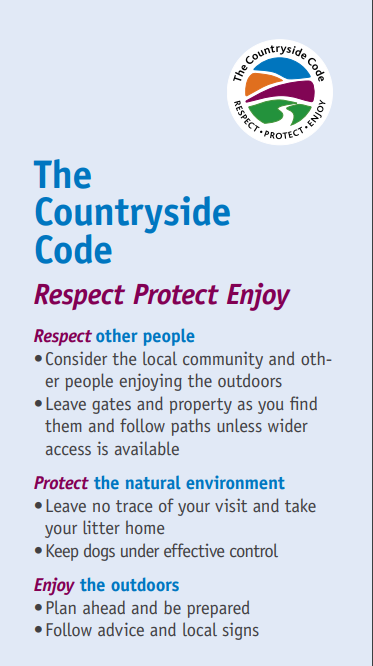 The Countryside Code
RESPECT • PROTECT • ENJOY
The
Countryside
Code
Respect Protect Enjoy
Respect other people
• Consider the local community and oth-
er people enjoying the outdoors
• Leave gates and property as you find
them and follow paths unless wider
access is available
Protect the natural environment
• Leave no trace of your visit and take
your litter home
• Keep dogs under effective control
Enjoy the outdoors
• Plan ahead and be prepared
• Follow advice and local signs